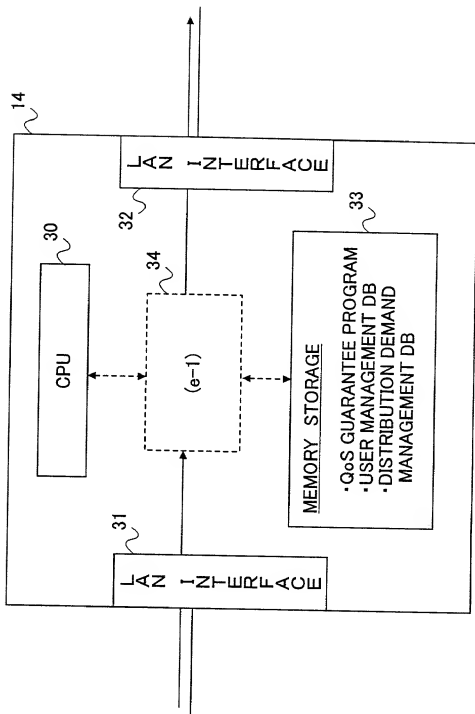 14
30
CPU
31
LAN INTERFACE
34
(e-1)
32
LAN INTERFACE
33
MEMORY STORAGE
・QoS GUARANTEE PROGRAM
・USER MANAGEMENT DB
・DISTRIBUTION DEMAND
MANAGEMENT DB